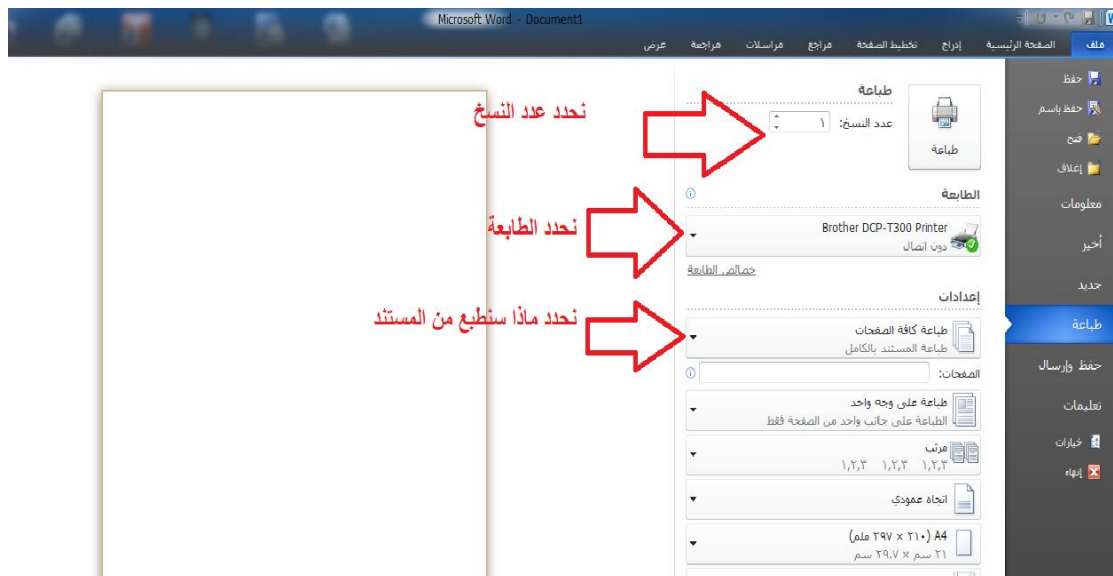 Microsoft Word - Document1
ملف
الصفحة الرئيسية
إدراج
تخطيط الصفحة
مراجع
مراسلات
مراجعة
عرض
حفظ
حفظ باسم
فتح
إغلاق
معلومات
أخير
جديد
طباعة
حفظ وإرسال
تعليمات
خيارات
إنهاء
طباعة
طباعة
عدد النسخ: ١
نحدد عدد النسخ
الطابعة
Brother DCP-T300 Printer
دون اتصال
نحدد الطابعة
خصائص الطابعة
إعدادات
نحدد ماذا سنطبع من المستند
طباعة كافة الصفحات
طباعة المستند بالكامل
الصفحات:
طباعة على وجه واحد
الطباعة على جانب واحد من الصفحة فقط
مرتب
١,٢,٣ ١,٢,٣ ١,٢,٣
اتجاه عمودي
A4 (٢١٠ x ٢٩٧ ملم)
٢١ سم x ٢٩.٧ سم